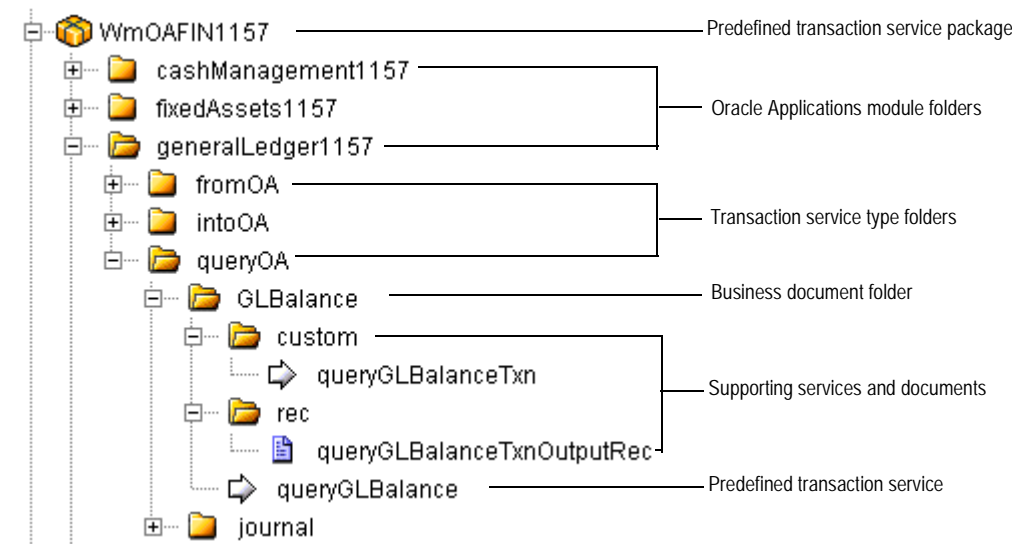 WmOAFIN1157 Predefined transaction service package
cashManagement1157
fixedAssets1157 Oracle Applications module folders
generalLedger1157
fromOA
intoOA Transaction service type folders
queryOA
GLBalance Business document folder
custom
queryGLBalanceTxn Supporting services and documents
rec
queryGLBalanceTxnOutputRec
queryGLBalance Predefined transaction service
journal